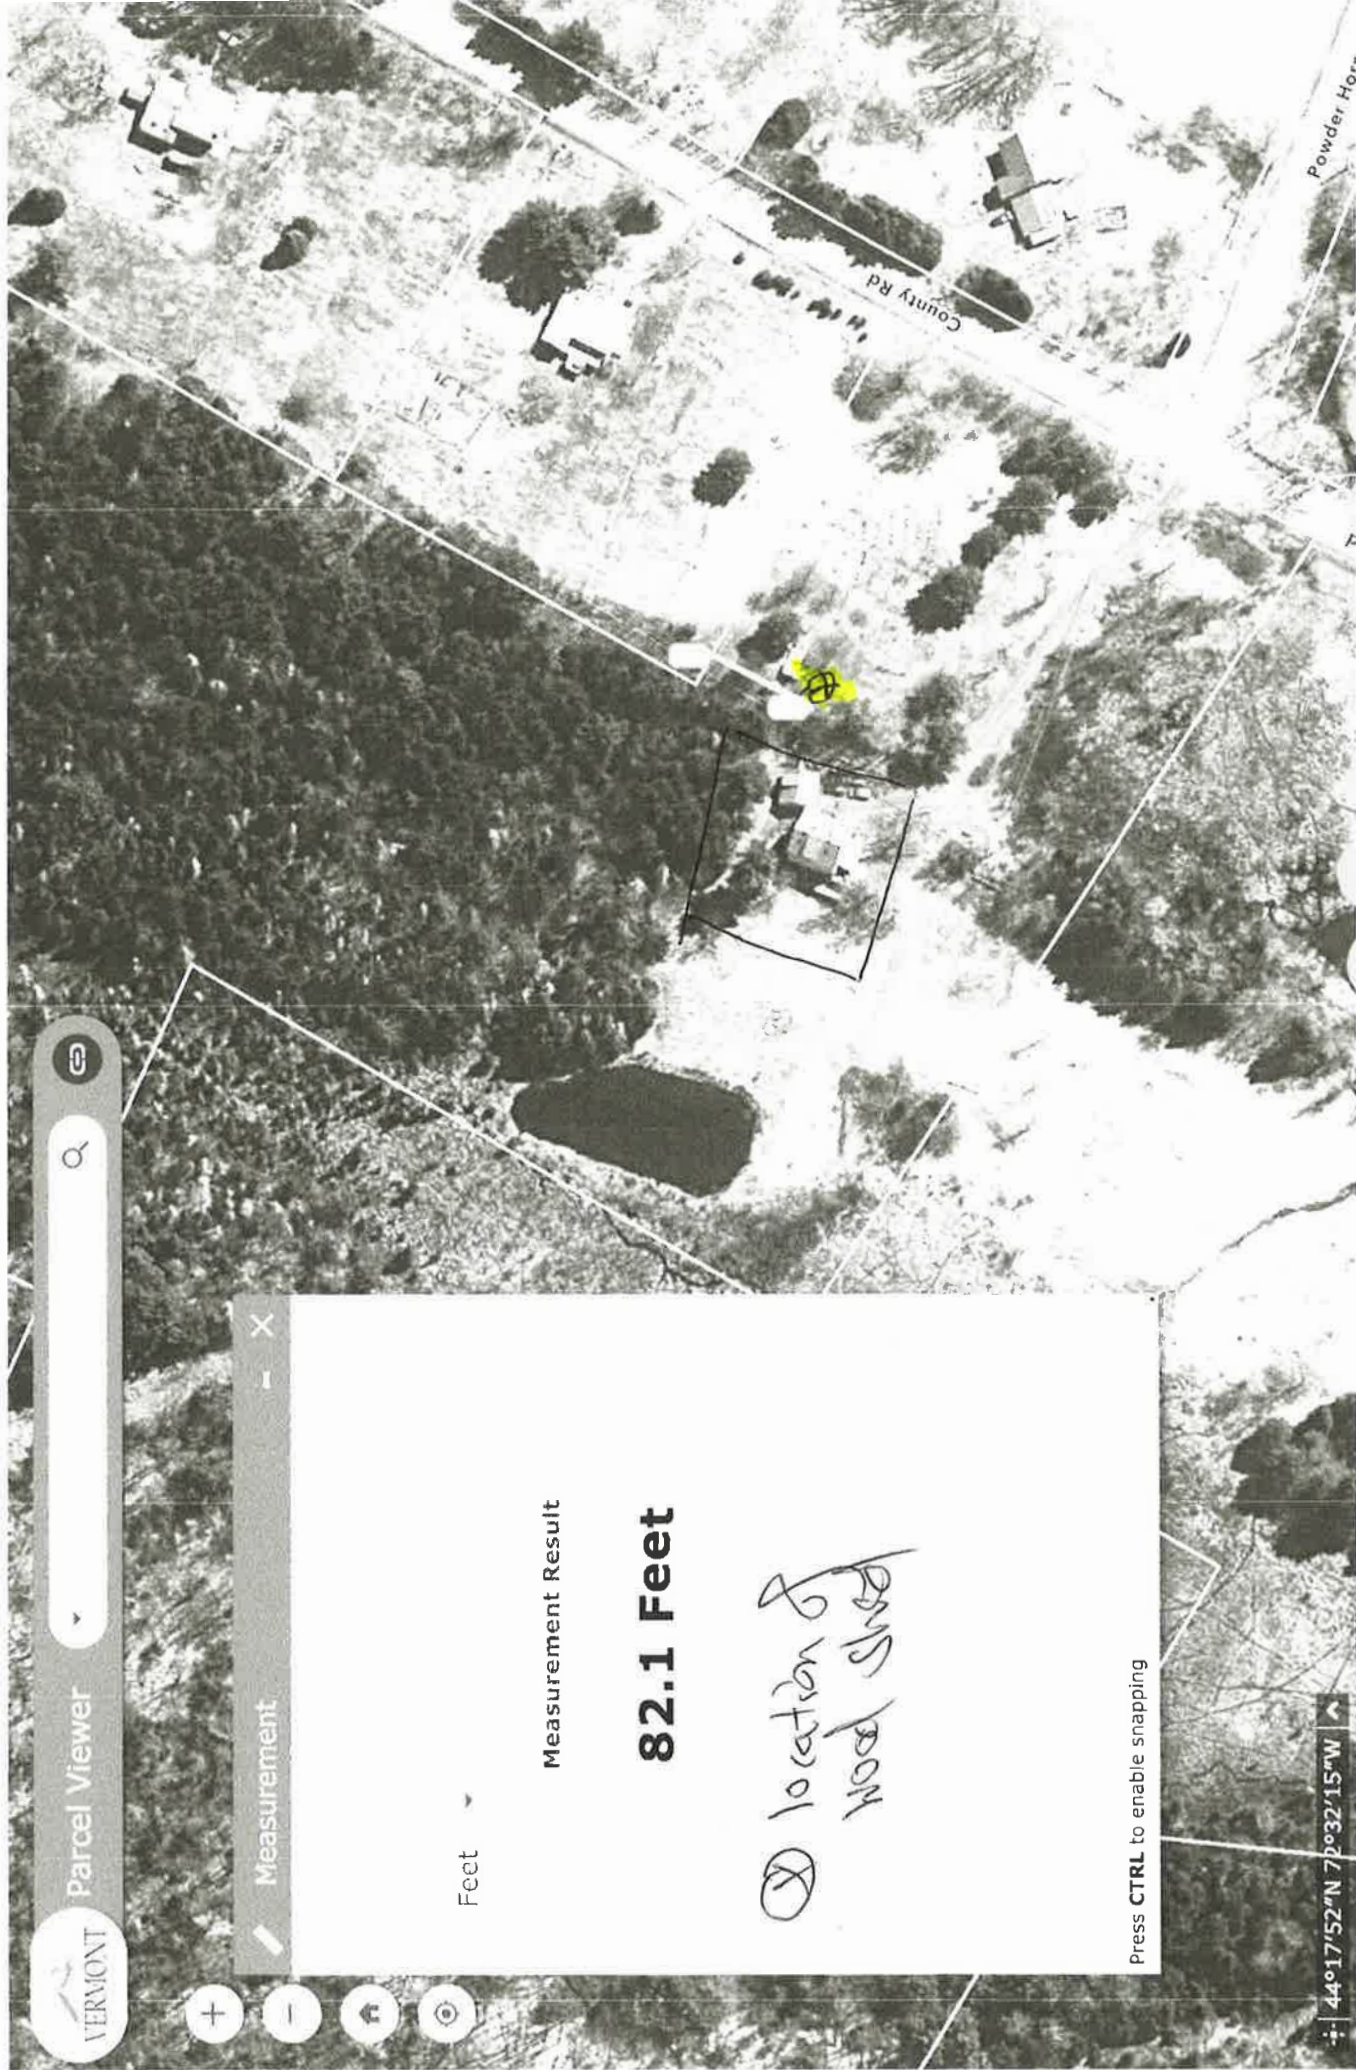 VERMONT
Parcel Viewer
Measurement
Feet
Measurement Result
82.1 Feet
Ⓧ location of
wood shed
Press CTRL to enable snapping
44°17'52"N 72°32'15"W
County Rd
Powder Horn